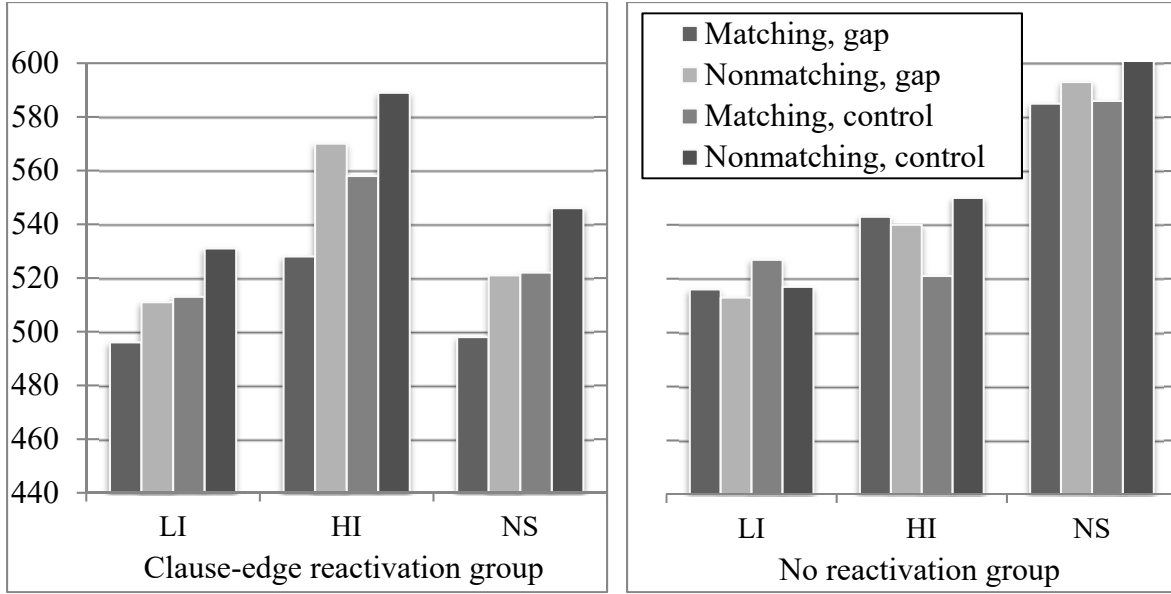 600
580
560
540
520
500
480
460
440
LI HI NS
Clause-edge reactivation group
Matching, gap
Nonmatching, gap
Matching, control
Nonmatching, control
LI HI NS
No reactivation group